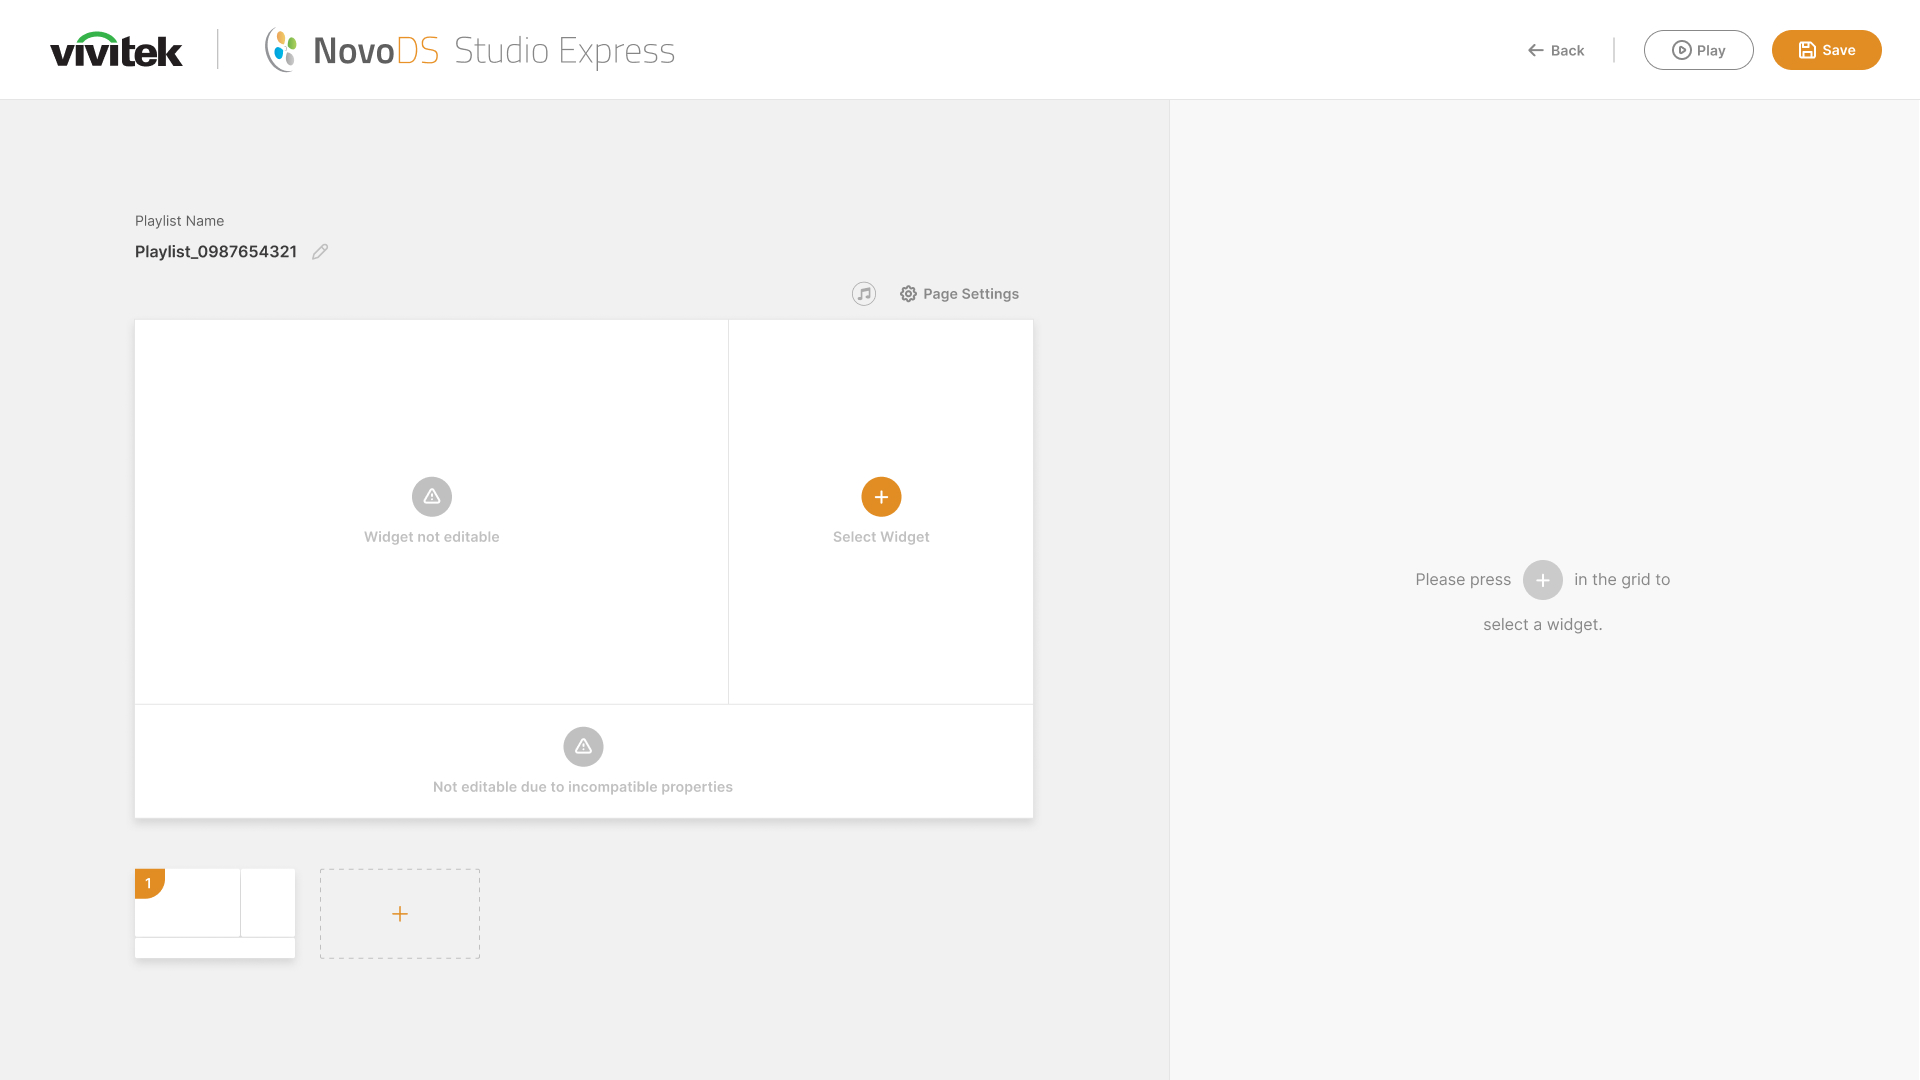 vivitek
NovoDS Studio Express
Back
Play
Save
Playlist Name
Playlist_0987654321
Page Settings
Widget not editable
Select Widget
Please press in the grid to
select a widget.
Not editable due to incompatible properties
1